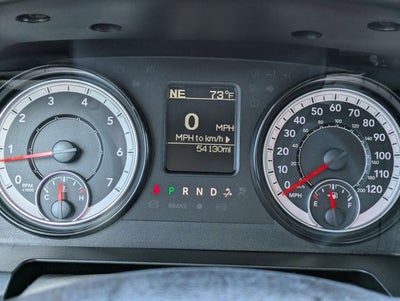 NE 73°F
0 MPH
MPH to km/h
54130mi
P R N D
BRAKE
0 1 2 3 4 5 6 7
RPM
C H
0 10 20 30 40 50 60 70 80 90 100 110 120
MPH
E F